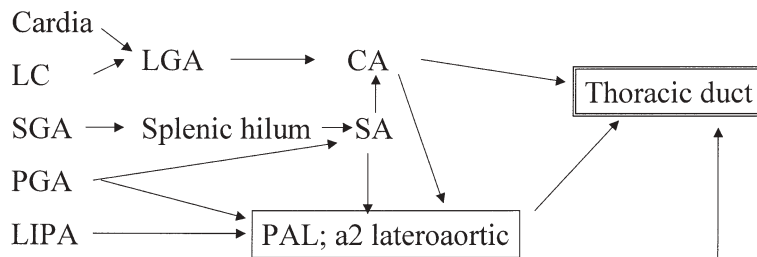 Cardia
LC
LGA
CA
Thoracic duct
SGA
Splenic hilum
SA
PGA
LIPA
PAL; a2 lateroaortic